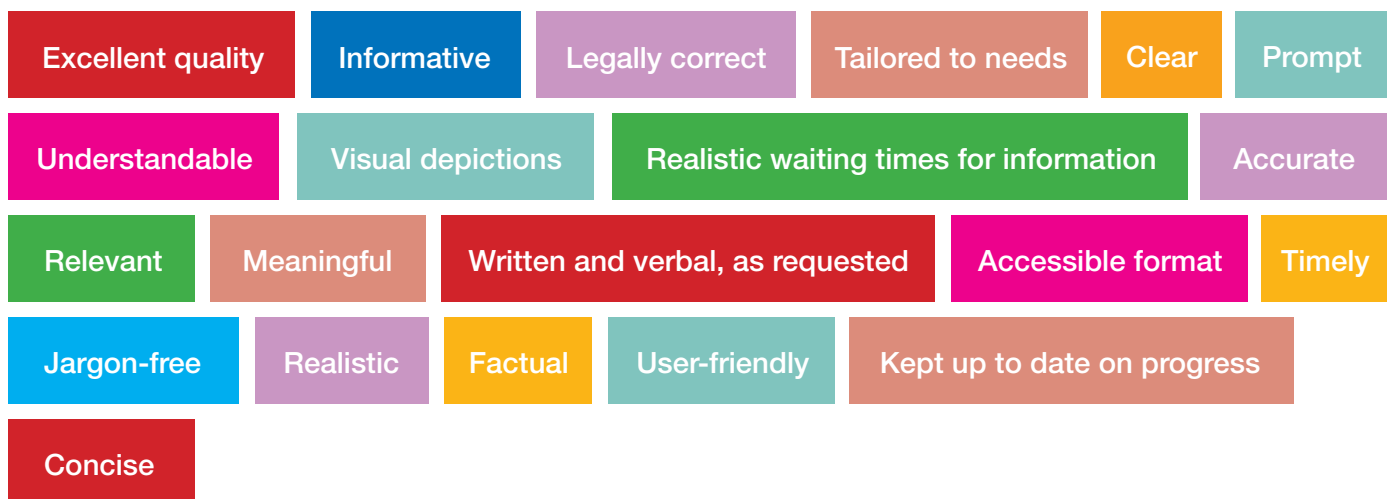 Excellent quality Informative Legally correct Tailored to needs Clear Prompt
Understandable Visual depictions Realistic waiting times for information Accurate
Relevant Meaningful Written and verbal, as requested Accessible format Timely
Jargon-free Realistic Factual User-friendly Kept up to date on progress
Concise